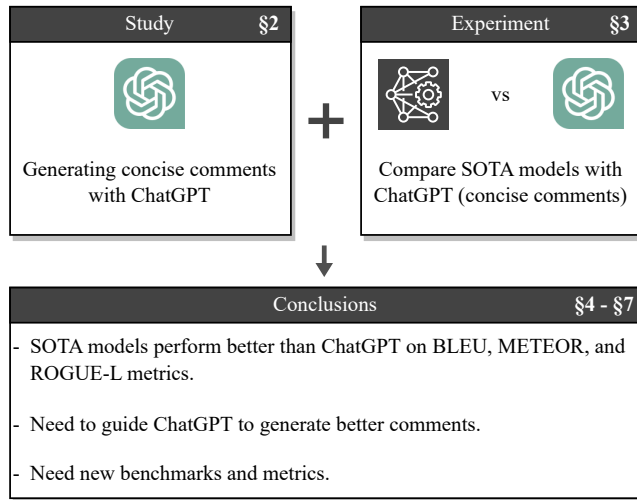 Study §2
Generating concise comments
with ChatGPT
Experiment §3
vs
Compare SOTA models with
ChatGPT (concise comments)
Conclusions §4 - §7
- SOTA models perform better than ChatGPT on BLEU, METEOR, and
ROGUE-L metrics.
- Need to guide ChatGPT to generate better comments.
- Need new benchmarks and metrics.